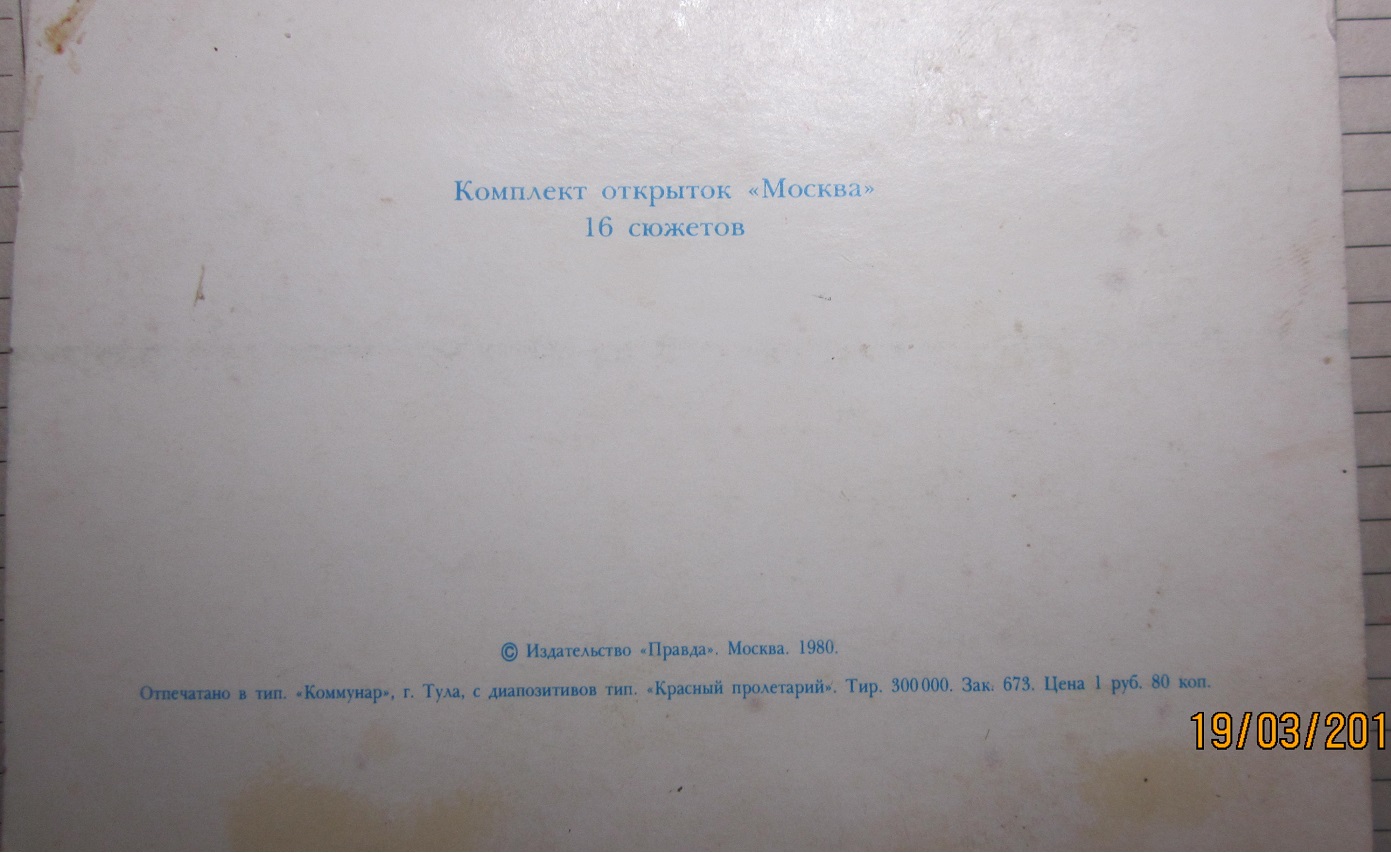 Комплект открыток «Москва»
16 сюжетов
© Издательство «Правда». Москва. 1980.
Отпечатано в тип. «Коммунар», г. Тула, с диапозитивов тип. «Красный пролетарий». Тир. 300 000. Зак. 673. Цена 1 руб. 80 коп.
19/03/201